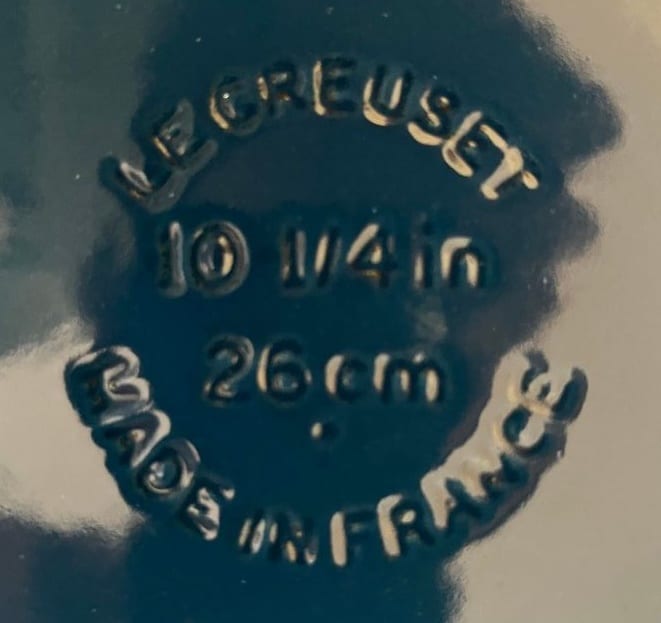 LE CREUSET
10 1/4 in
26 cm
MADE IN FRANCE